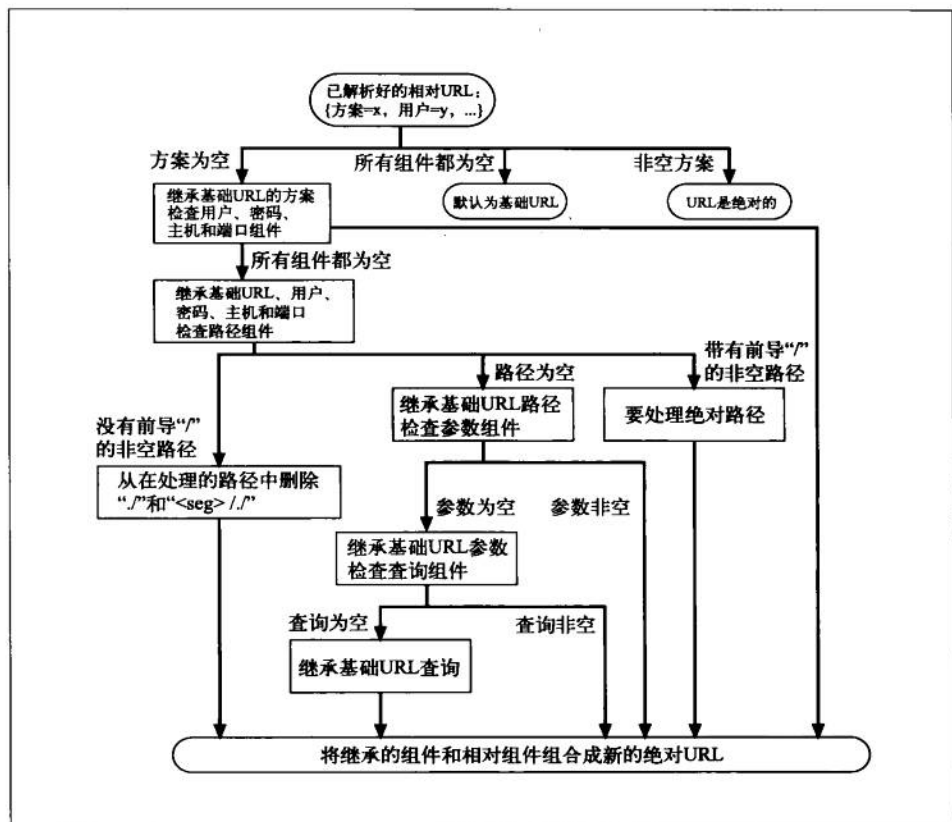 已解析好的相对URL;
{方案=x, 用户=y, ...}
方案为空
所有组件都为空
非空方案
继承基础URL的方案
检查用户、密码、
主机和端口组件
默认为基础URL
URL是绝对的
所有组件都为空
继承基础URL、用户、
密码、主机和端口
检查路径组件
带有前导“/”
的非空路径
路径为空
继承基础URL路径
检查参数组件
要处理绝对路径
没有前导“/”
的非空路径
从在处理的路径中删除
“./”和“<seg> /./”
参数为空
参数非空
继承基础URL参数
检查查询组件
查询为空
查询非空
继承基础URL查询
将继承的组件和相对组件组合成新的绝对URL